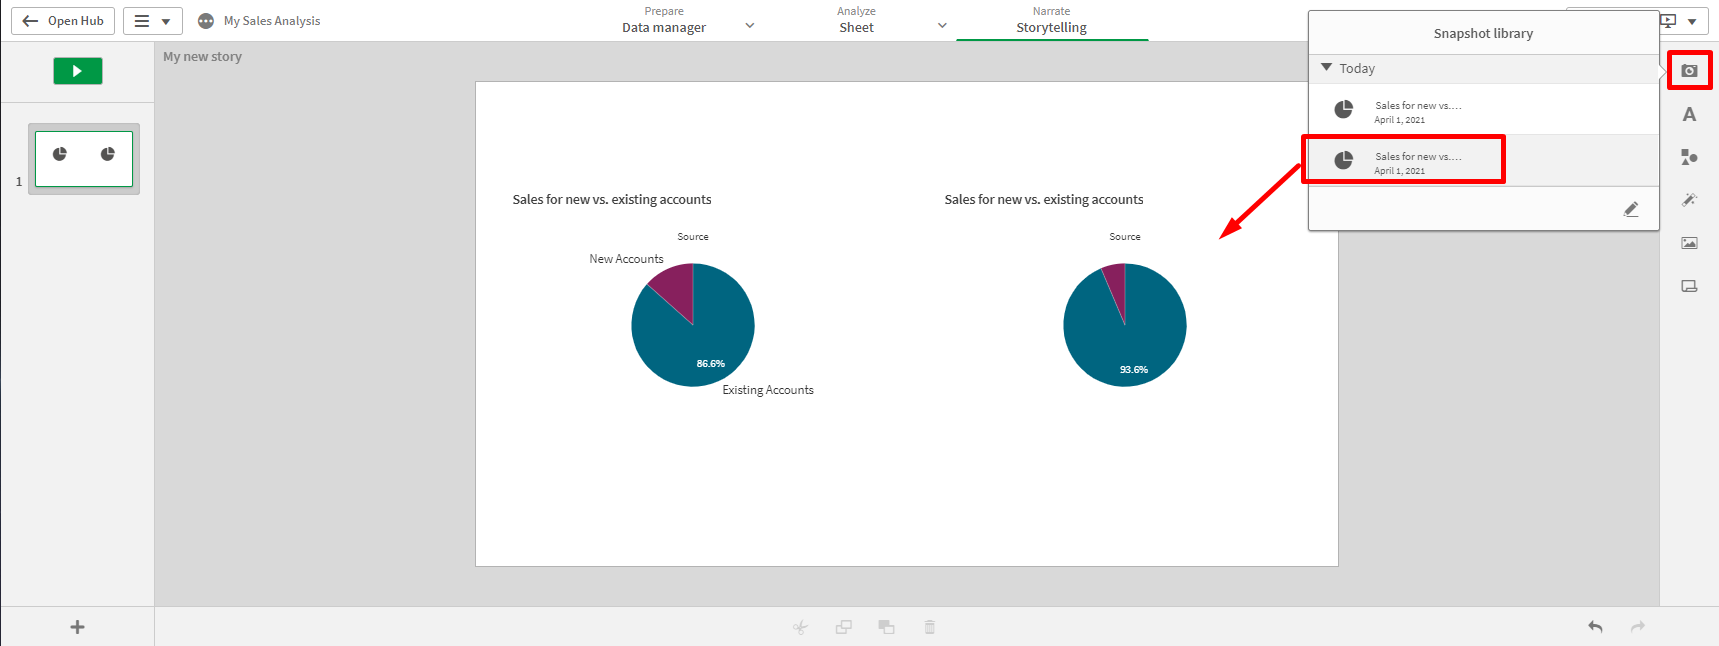 Open Hub
My Sales Analysis
Prepare
Data manager
Analyze
Sheet
Narrate
Storytelling
Snapshot library
My new story
Today
Sales for new vs....
April 1, 2021
Sales for new vs....
April 1, 2021
1
Sales for new vs. existing accounts
Source
New Accounts
86.6%
Existing Accounts
Sales for new vs. existing accounts
Source
93.6%
A